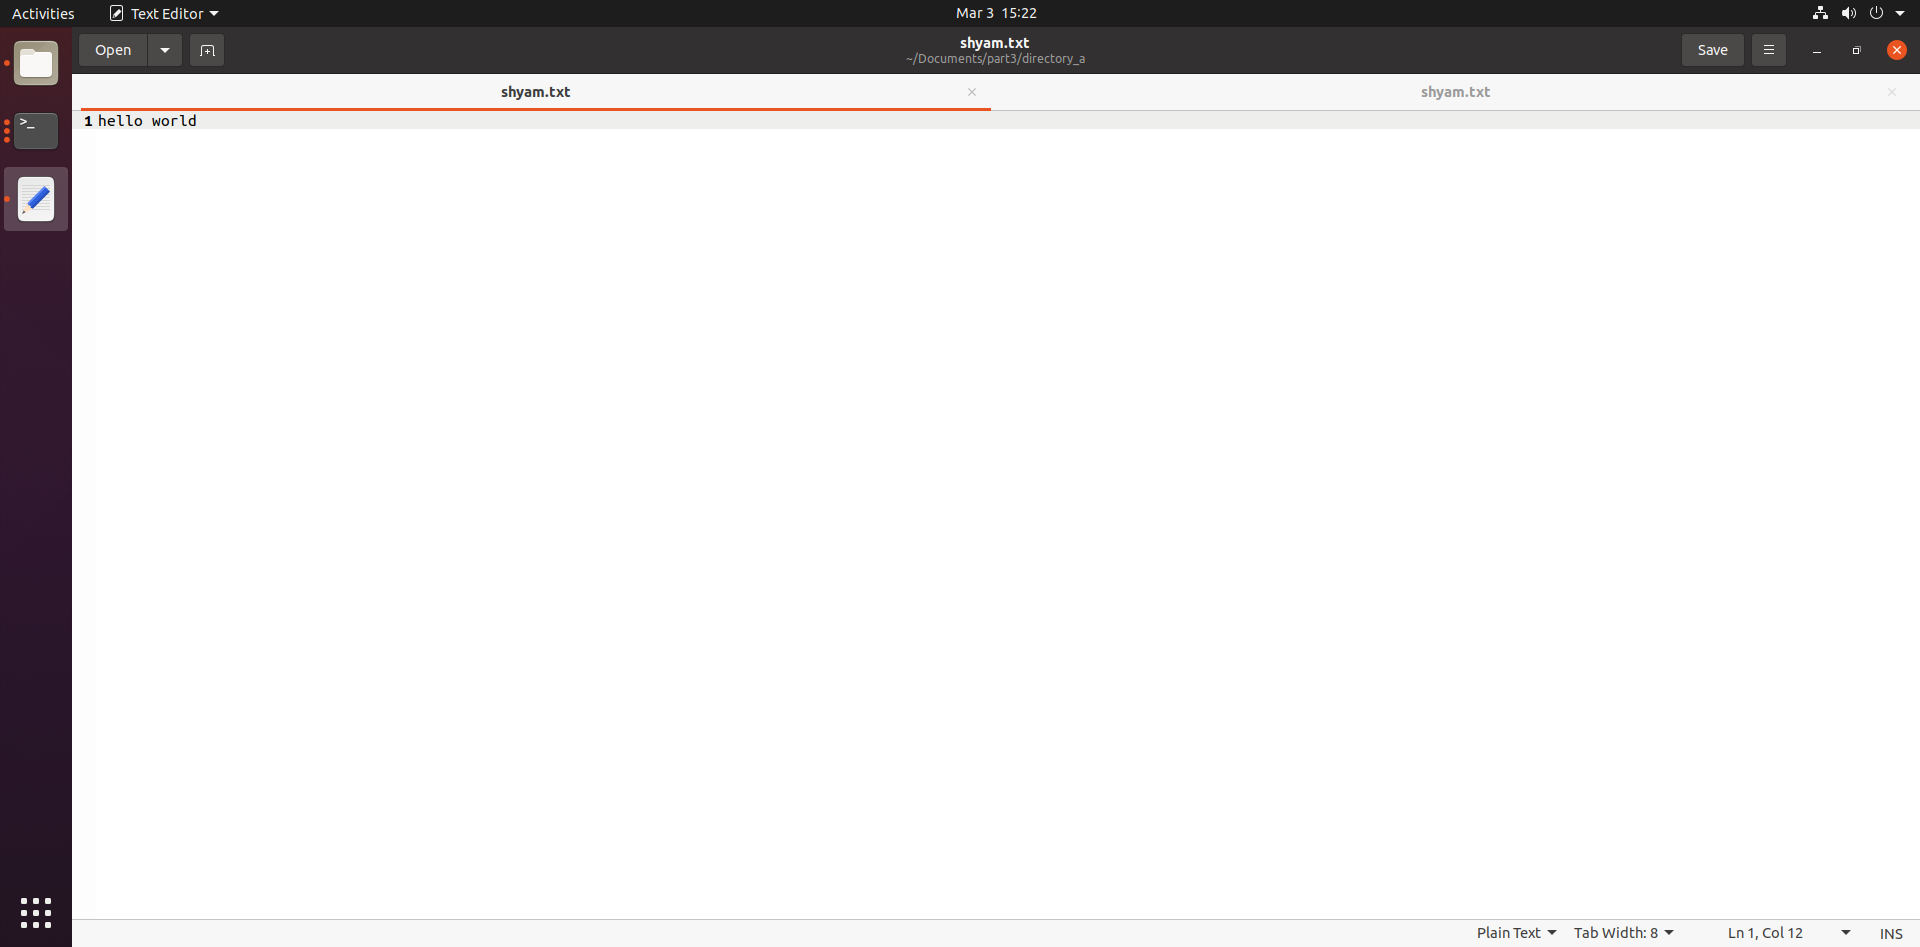 Activities
Text Editor
Mar 3 15:22
Open
shyam.txt
~/Documents/part3/directory_a
Save
shyam.txt
shyam.txt
1 hello world
Plain Text
Tab Width: 8
Ln 1, Col 12
INS